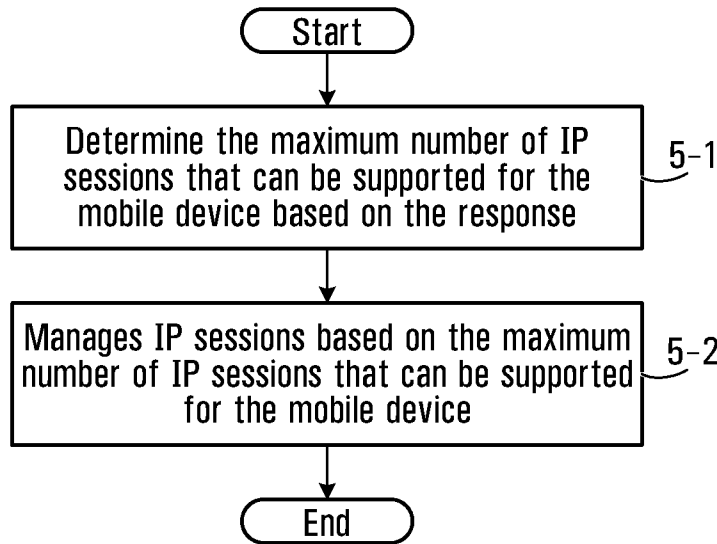 Start
Determine the maximum number of IP
sessions that can be supported for the
mobile device based on the response
5-1
Manages IP sessions based on the maximum
number of IP sessions that can be supported
for the mobile device
5-2
End